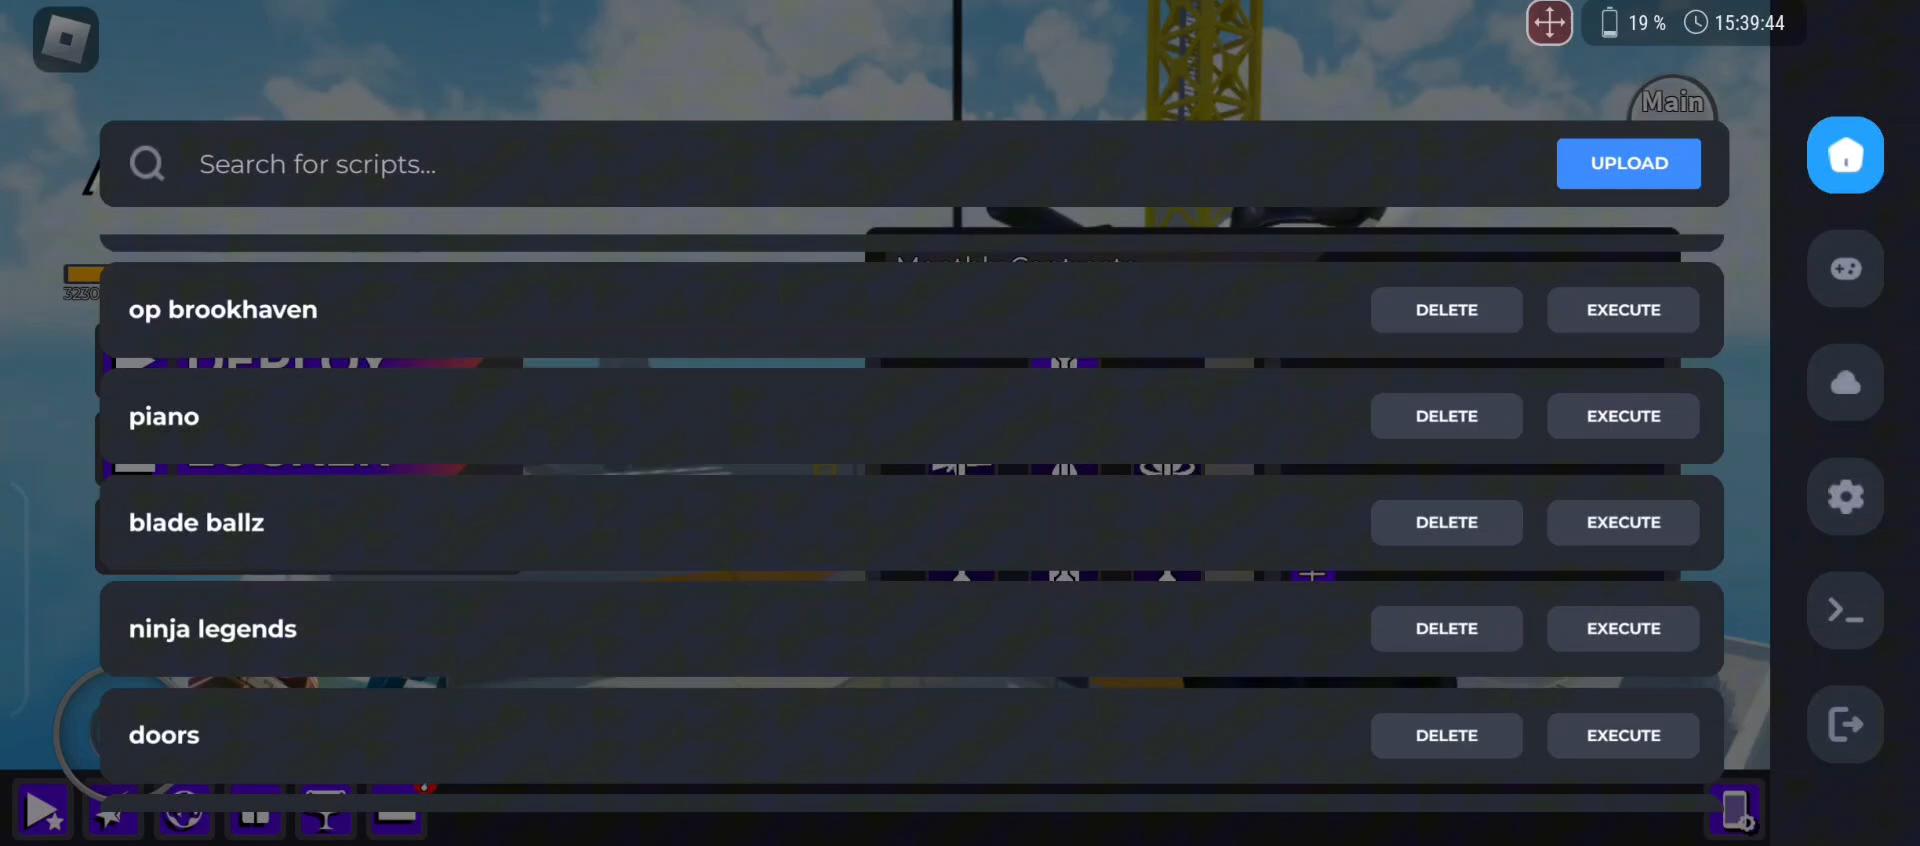 19 % 15:39:44
Main
Search for scripts...
UPLOAD
3230
op brookhaven
DELETE
EXECUTE
piano
DELETE
EXECUTE
blade ballz
DELETE
EXECUTE
ninja legends
DELETE
EXECUTE
doors
DELETE
EXECUTE